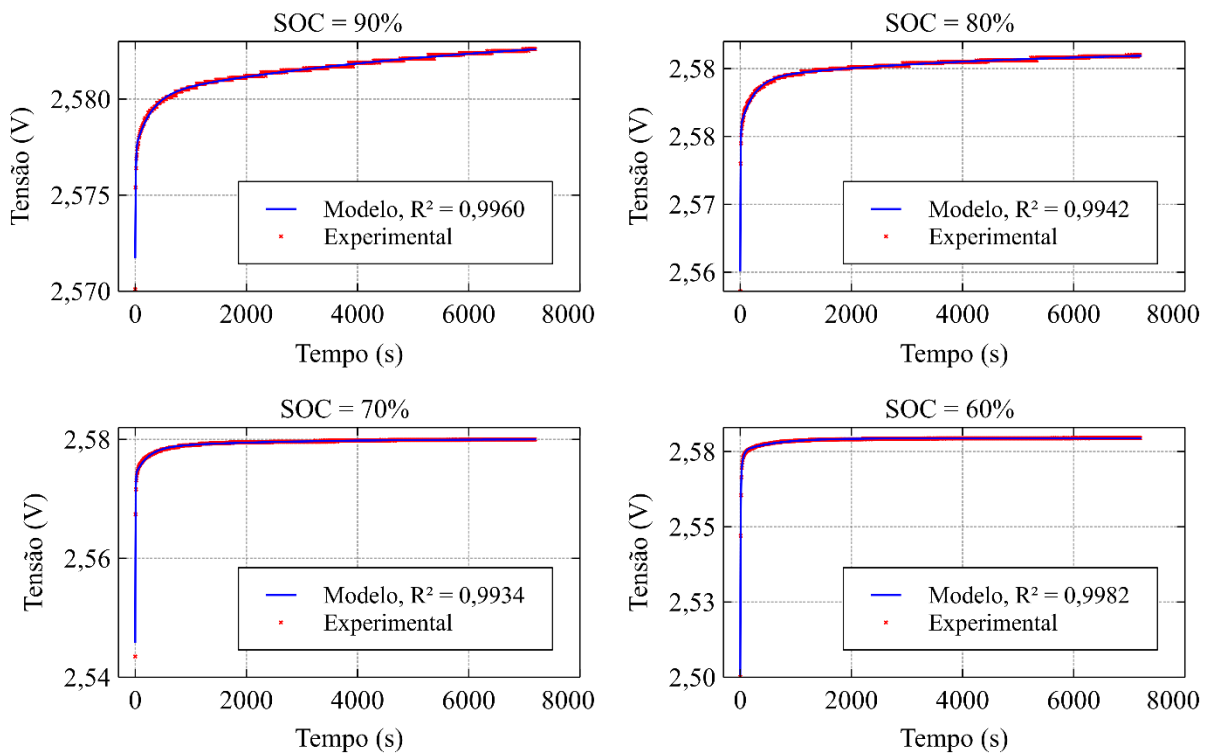 SOC = 90%
Tensão (V)
2,580
2,575
2,570
Modelo, R² = 0,9960
Experimental
0 2000 4000 6000 8000
Tempo (s)
SOC = 80%
Tensão (V)
2,58
2,58
2,57
2,56
Modelo, R² = 0,9942
Experimental
0 2000 4000 6000 8000
Tempo (s)
SOC = 70%
Tensão (V)
2,58
2,56
2,54
Modelo, R² = 0,9934
Experimental
0 2000 4000 6000 8000
Tempo (s)
SOC = 60%
Tensão (V)
2,58
2,55
2,53
2,50
Modelo, R² = 0,9982
Experimental
0 2000 4000 6000 8000
Tempo (s)